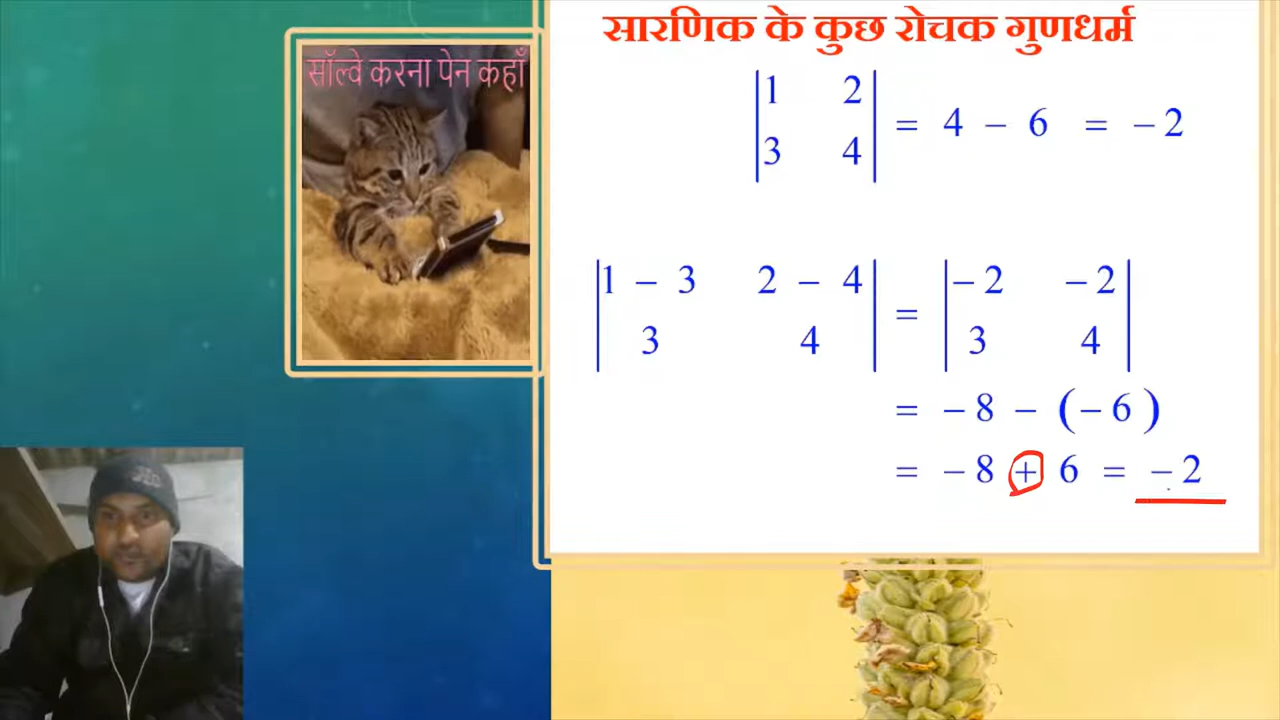 सारणिक के कुछ रोचक गुणधर्म
सॉल्वे करना पेन कहाँ
|1 2| = 4 – 6 = –2
|3 4|
|1 – 3 2 – 4| = |–2 –2|
|3 4| |3 4|
= –8 – (–6)
= –8 + 6 = –2